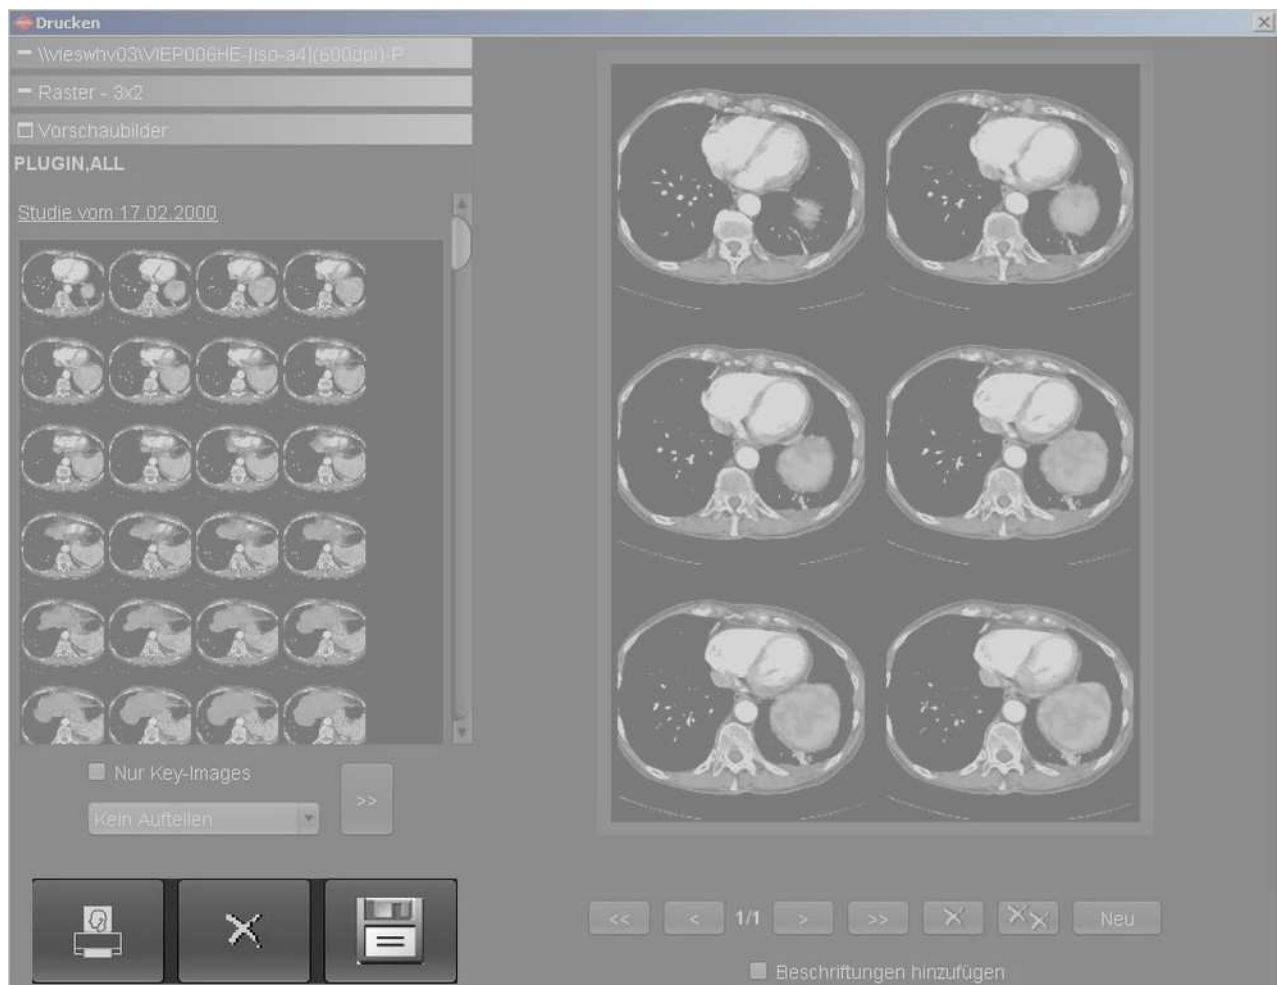 Drucken
\\vieswhv03\VIEP006HE-[iso-a4](600dpi)-P
Raster - 3x2
Vorschaubilder
PLUGIN,ALL
Studie vom 17.02.2000
Nur Key-Images
>>
Kein Aufteilen
<< < 1/1 > >> Neu
Beschriftungen hinzufügen